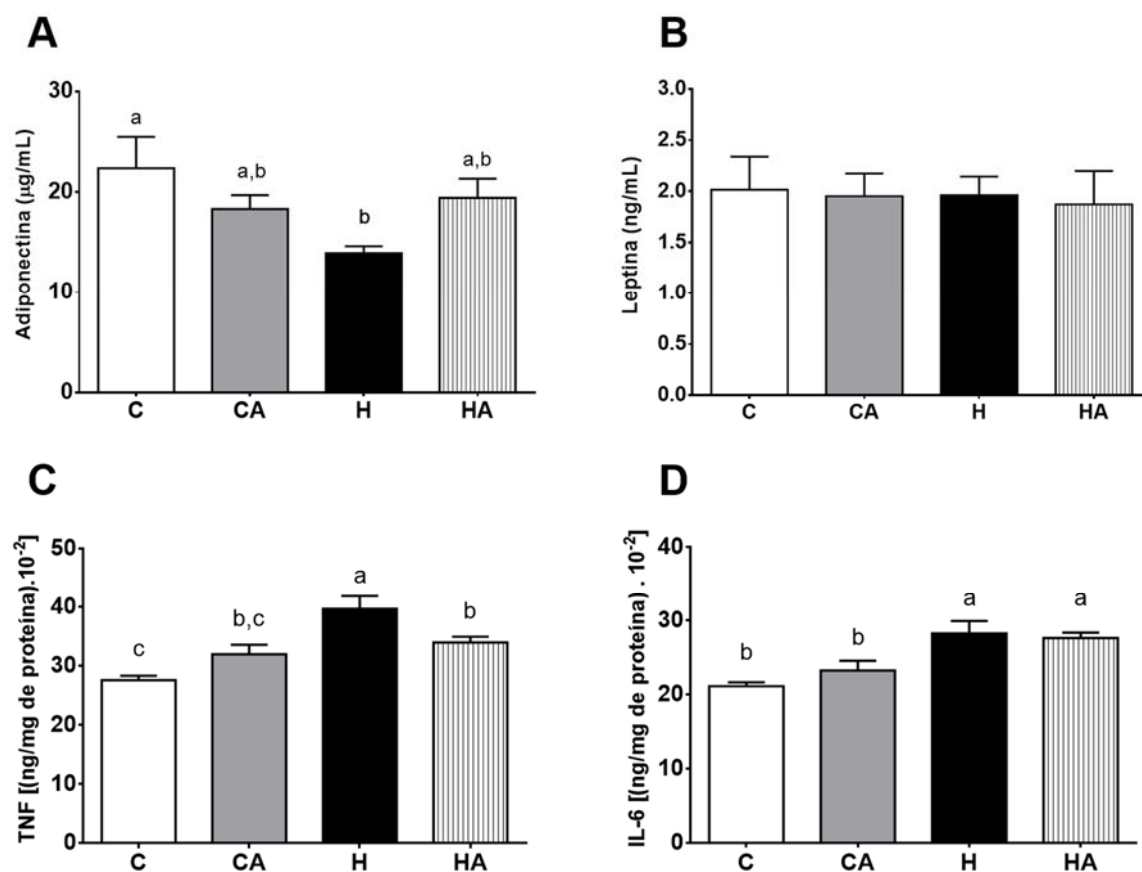 A
Adiponectina (µg/mL)
30
20
10
0
a
a,b
b
a,b
C CA H HA
B
Leptina (ng/mL)
3.0
2.5
2.0
1.5
1.0
0.5
0.0
C CA H HA
C
TNF [(ng/mg de proteína).10⁻²]
50
40
30
20
10
0
c
b,c
a
b
C CA H HA
D
IL-6 [(ng/mg de proteína) . 10⁻²]
40
30
20
10
0
b
b
a
a
C CA H HA